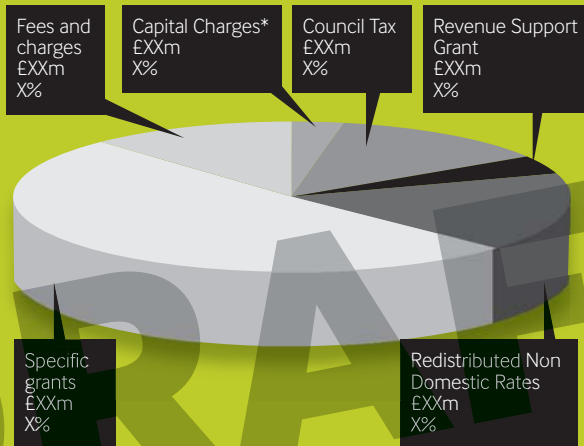 Fees and
charges
£XXm
X%
Capital Charges*
£XXm
X%
Council Tax
£XXm
X%
Revenue Support
Grant
£XXm
X%
Specific
grants
£XXm
X%
Redistributed Non
Domestic Rates
£XXm
X%
DRAFT